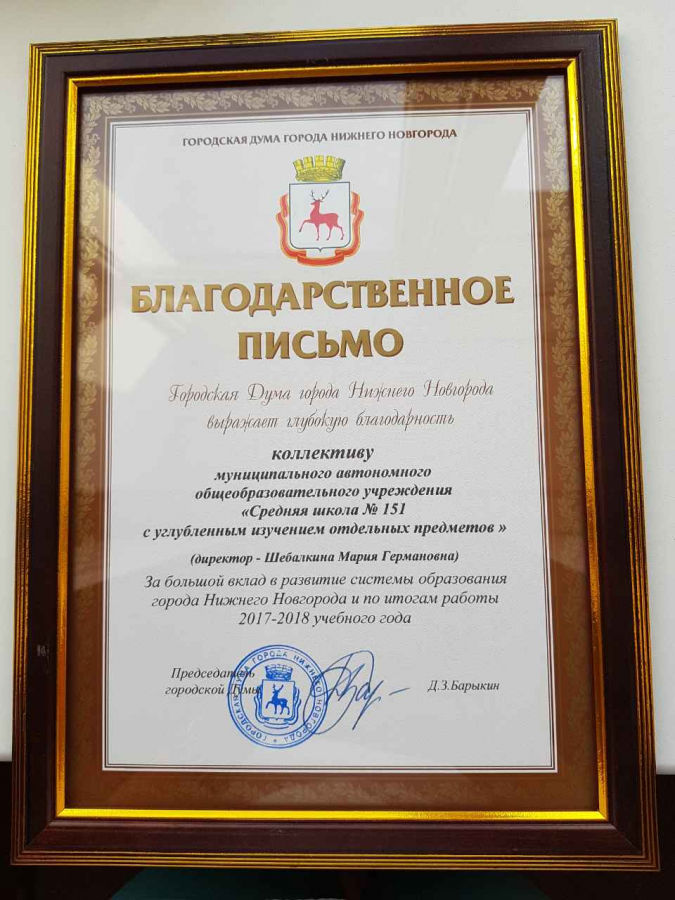 ГОРОДСКАЯ ДУМА ГОРОДА НИЖНЕГО НОВГОРОДА
БЛАГОДАРСТВЕННОЕ
ПИСЬМО
Городская Дума города Нижнего Новгорода
выражает глубокую благодарность
коллективу
муниципального автономного
общеобразовательного учреждения
«Средняя школа № 151
с углубленным изучением отдельных предметов »
(директор - Шебалкина Мария Германовна)
За большой вклад в развитие системы образования
города Нижнего Новгорода и по итогам работы
2017-2018 учебного года
Председатель
городской Думы
Д.З.Барыкин
ГОРОДСКАЯ ДУМА ГОРОДА НИЖНЕГО НОВГОРОДА